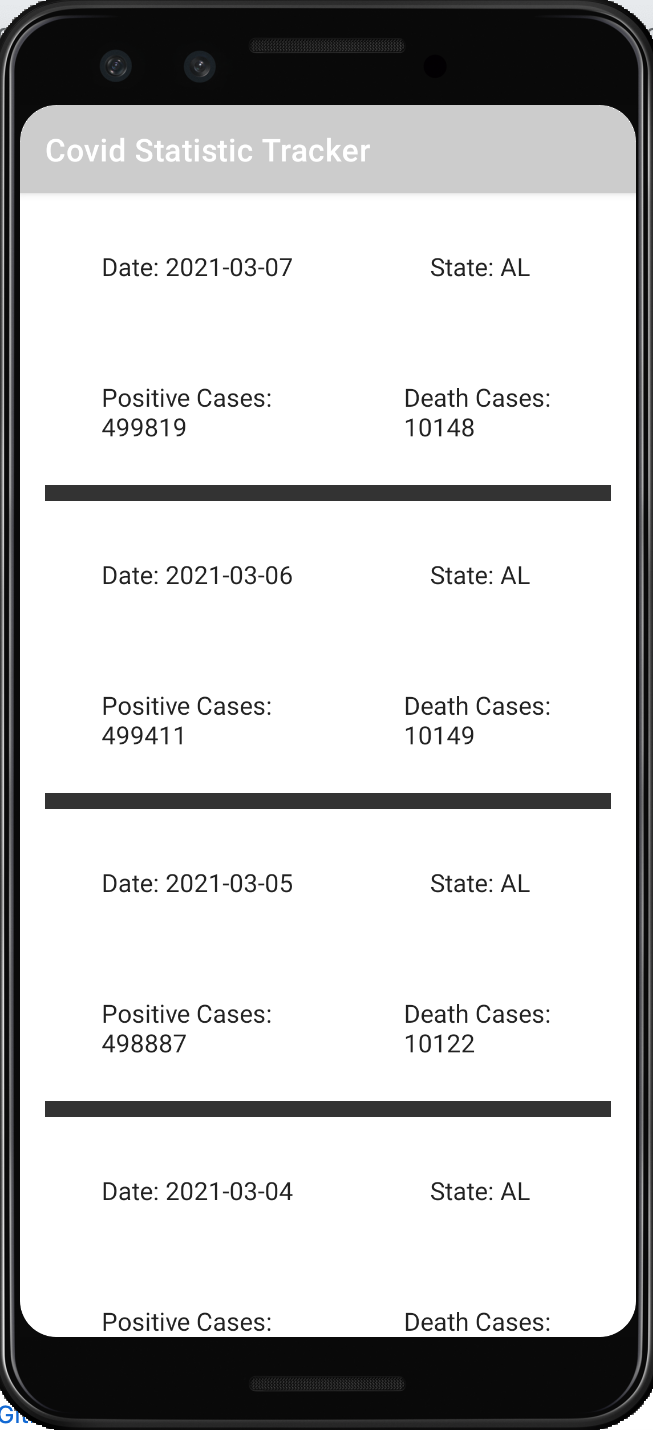 Covid Statistic Tracker
Date: 2021-03-07 State: AL
Positive Cases: Death Cases:
499819 10148
Date: 2021-03-06 State: AL
Positive Cases: Death Cases:
499411 10149
Date: 2021-03-05 State: AL
Positive Cases: Death Cases:
498887 10122
Date: 2021-03-04 State: AL
Positive Cases: Death Cases: